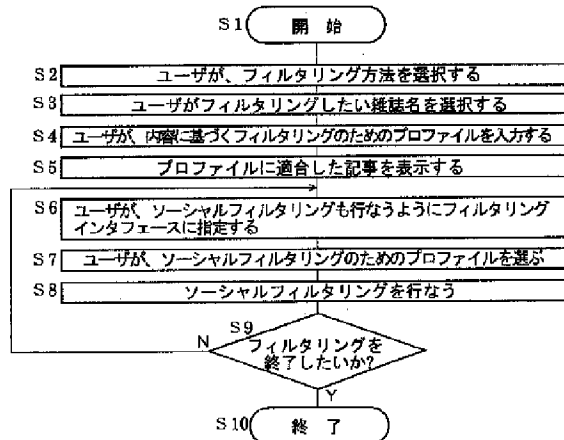 S1 開始
S2 ユーザが、フィルタリング方法を選択する
S3 ユーザがフィルタリングしたい雑誌名を選択する
S4 ユーザが、内容に基づくフィルタリングのためのプロファイルを入力する
S5 プロファイルに適合した記事を表示する
S6 ユーザが、ソーシャルフィルタリングも行なうようにフィルタリング
インタフェースに指定する
S7 ユーザが、ソーシャルフィルタリングのためのプロファイルを選ぶ
S8 ソーシャルフィルタリングを行なう
S9
N フィルタリングを
終了したいか?
Y
S10 終了